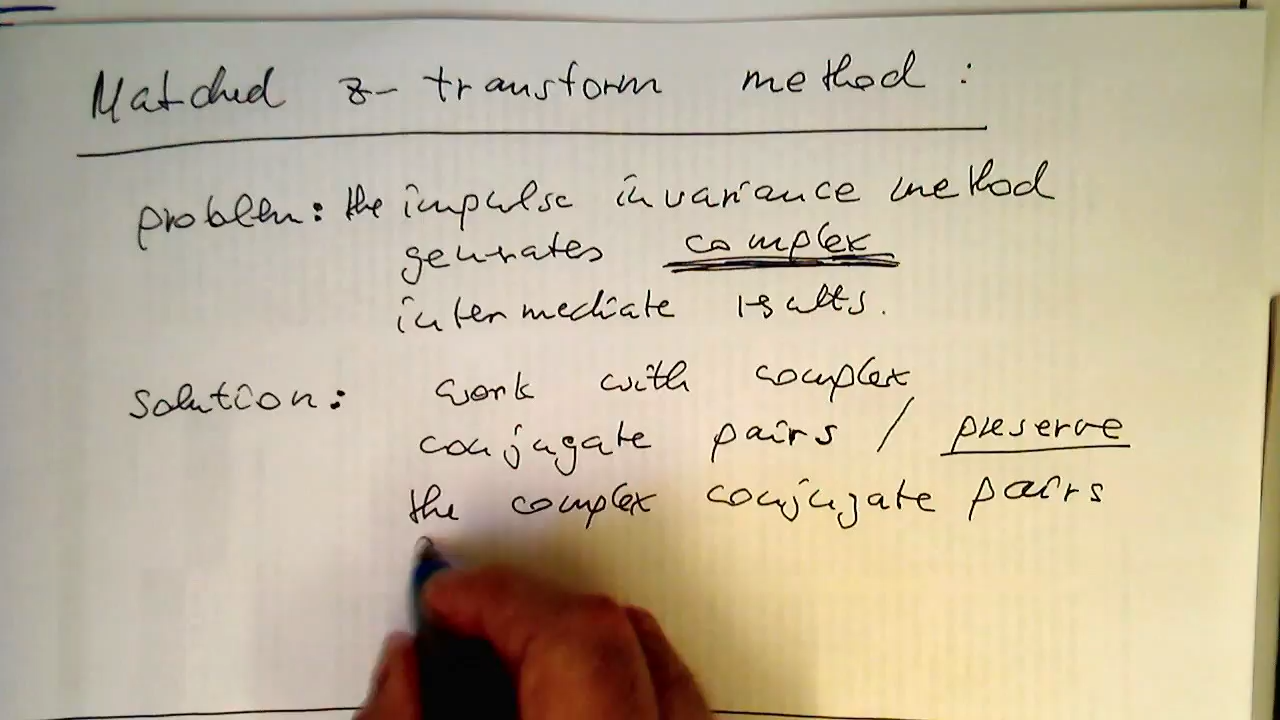 Matched z-transform method :
problem: the impulse invariance method
generates complex
intermediate results.
solution: work with complex
conjugate pairs / preserve
the complex conjugate pairs